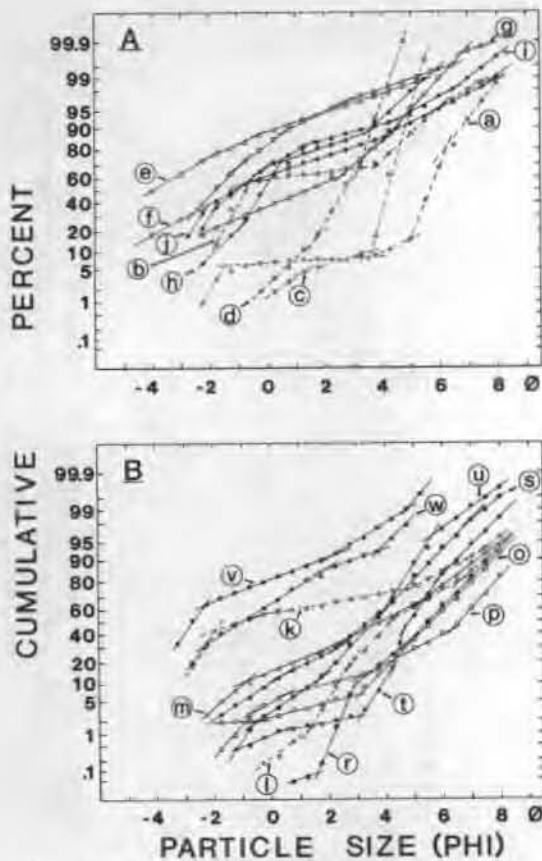 A
g
99.9
i
99
95
a
90
80
e
60
40
f
20
j
10
b
5
h
c
1
d
.1
-4 -2 0 2 4 6 8 Ø
PERCENT
B
u
99.9
s
99
w
95
o
v
80
60
p
k
40
20
10
m
5
t
1
r
l
.1
-4 -2 0 2 4 6 8 Ø
CUMULATIVE
PARTICLE SIZE (PHI)